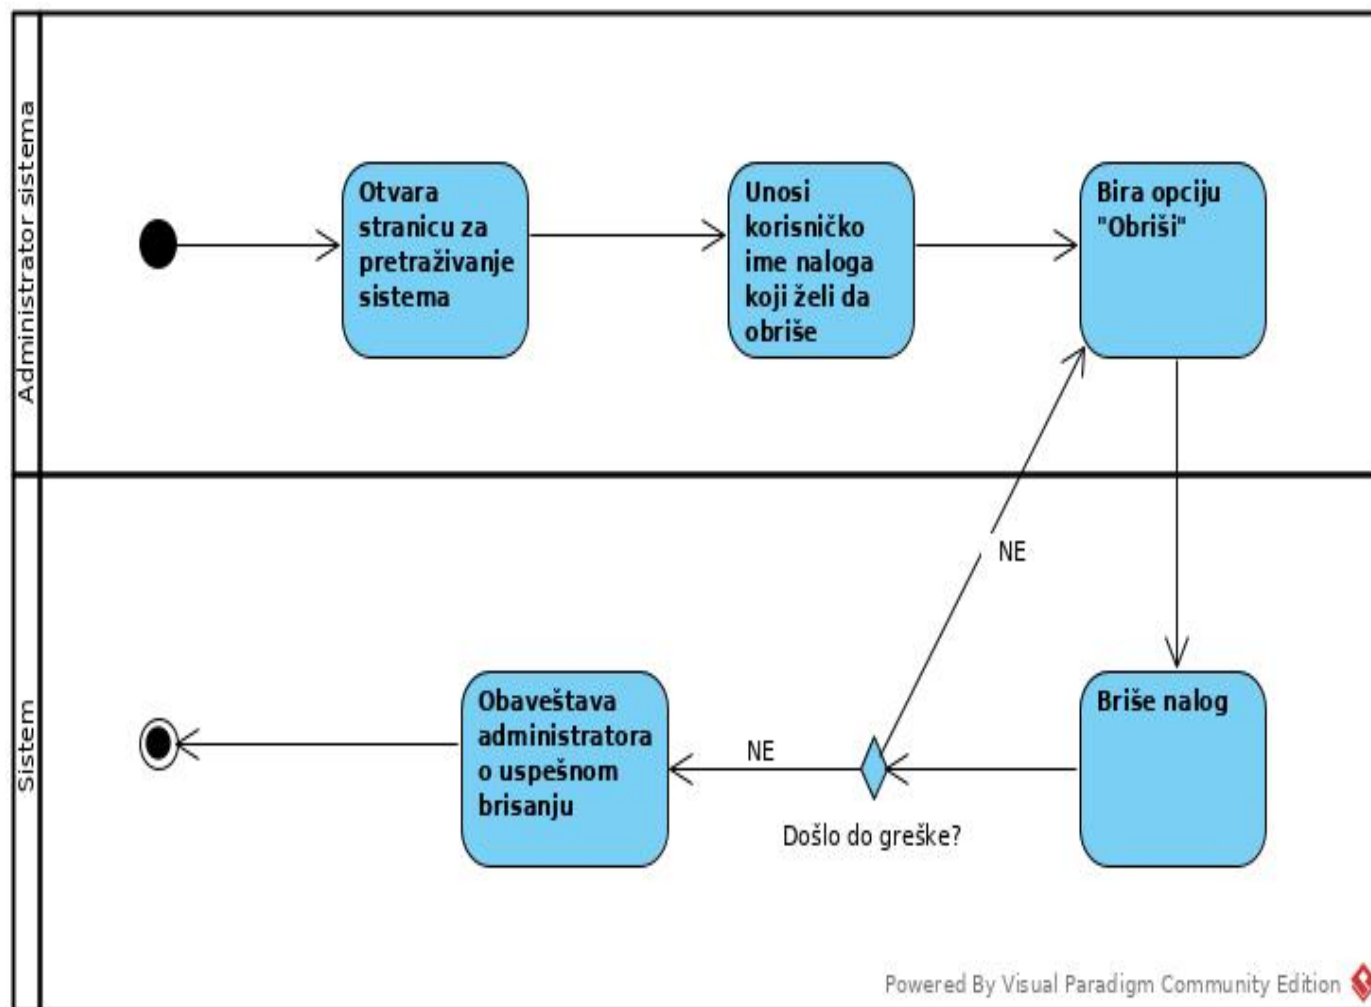 Administrator sistema
Otvara
stranicu za
pretraživanje
sistema
Unosi
korisničko
ime naloga
koji želi da
obriše
Bira opciju
"Obriši"
NE
Sistem
Obaveštava
administratora
o uspešnom
brisanju
NE
Došlo do greške?
Briše nalog
Powered By Visual Paradigm Community Edition